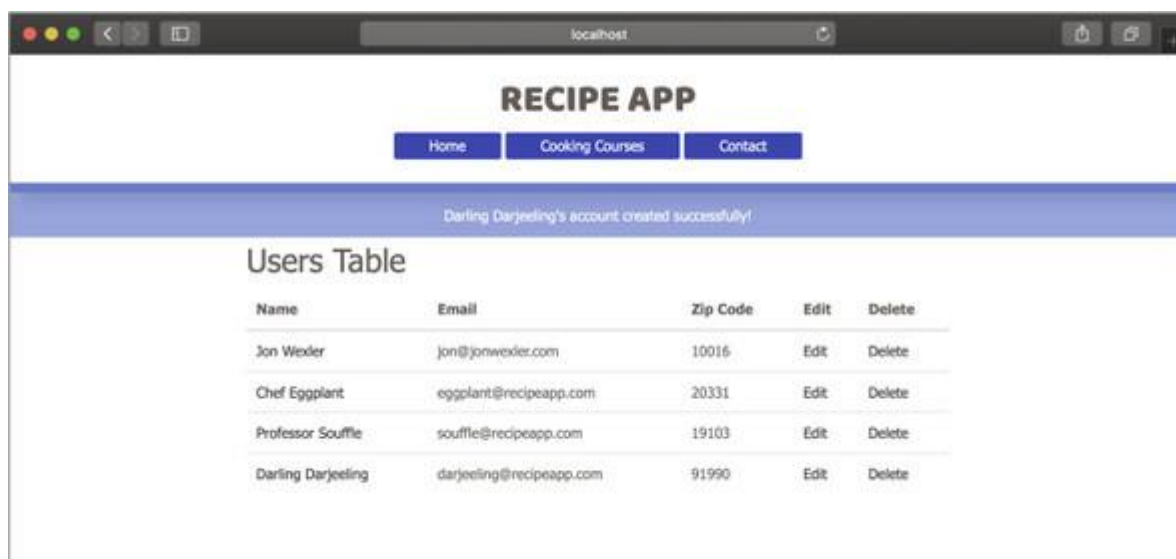 localhost
RECIPE APP
Home Cooking Courses Contact
Darling Darjeeling's account created successfully!
Users Table
Name Email Zip Code Edit Delete
Jon Wexler jon@jonwexler.com 10016 Edit Delete
Chef Eggplant eggplant@recipeapp.com 20331 Edit Delete
Professor Souffle souffle@recipeapp.com 19103 Edit Delete
Darling Darjeeling darjeeling@recipeapp.com 91990 Edit Delete